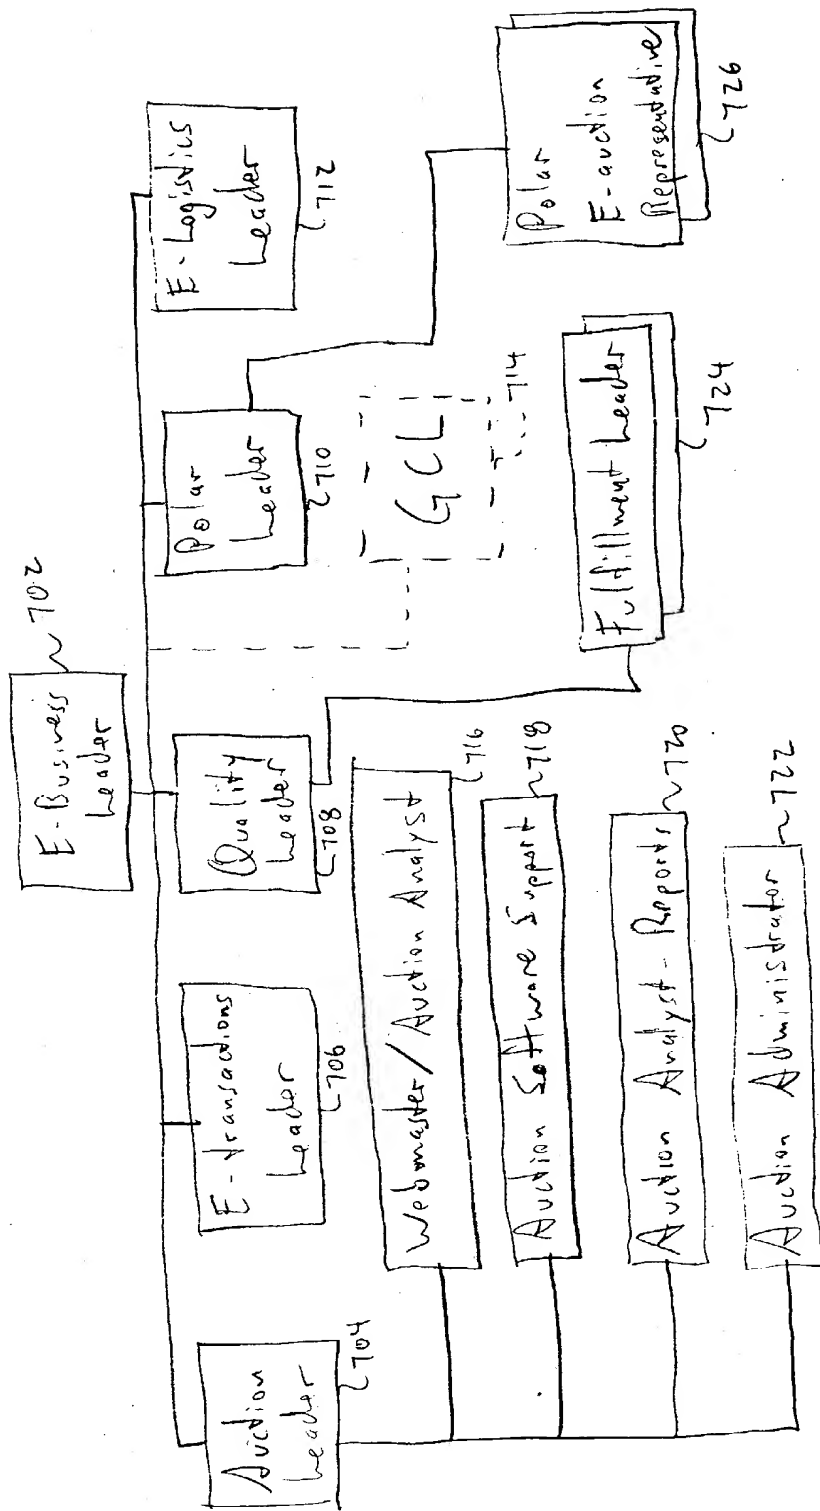 E-Business
Leader
702
Auction
Leader
704
E-transactions
Leader
706
Quality
Leader
708
Polar
Leader
710
E-Logistics
Leader
712
GCL
714
Webmaster/Auction Analyst
716
Auction Software Support
718
Auction Analyst-Reports
720
Auction Administrator
722
Fulfillment Leader
724
Polar
E-auction
Representative
726